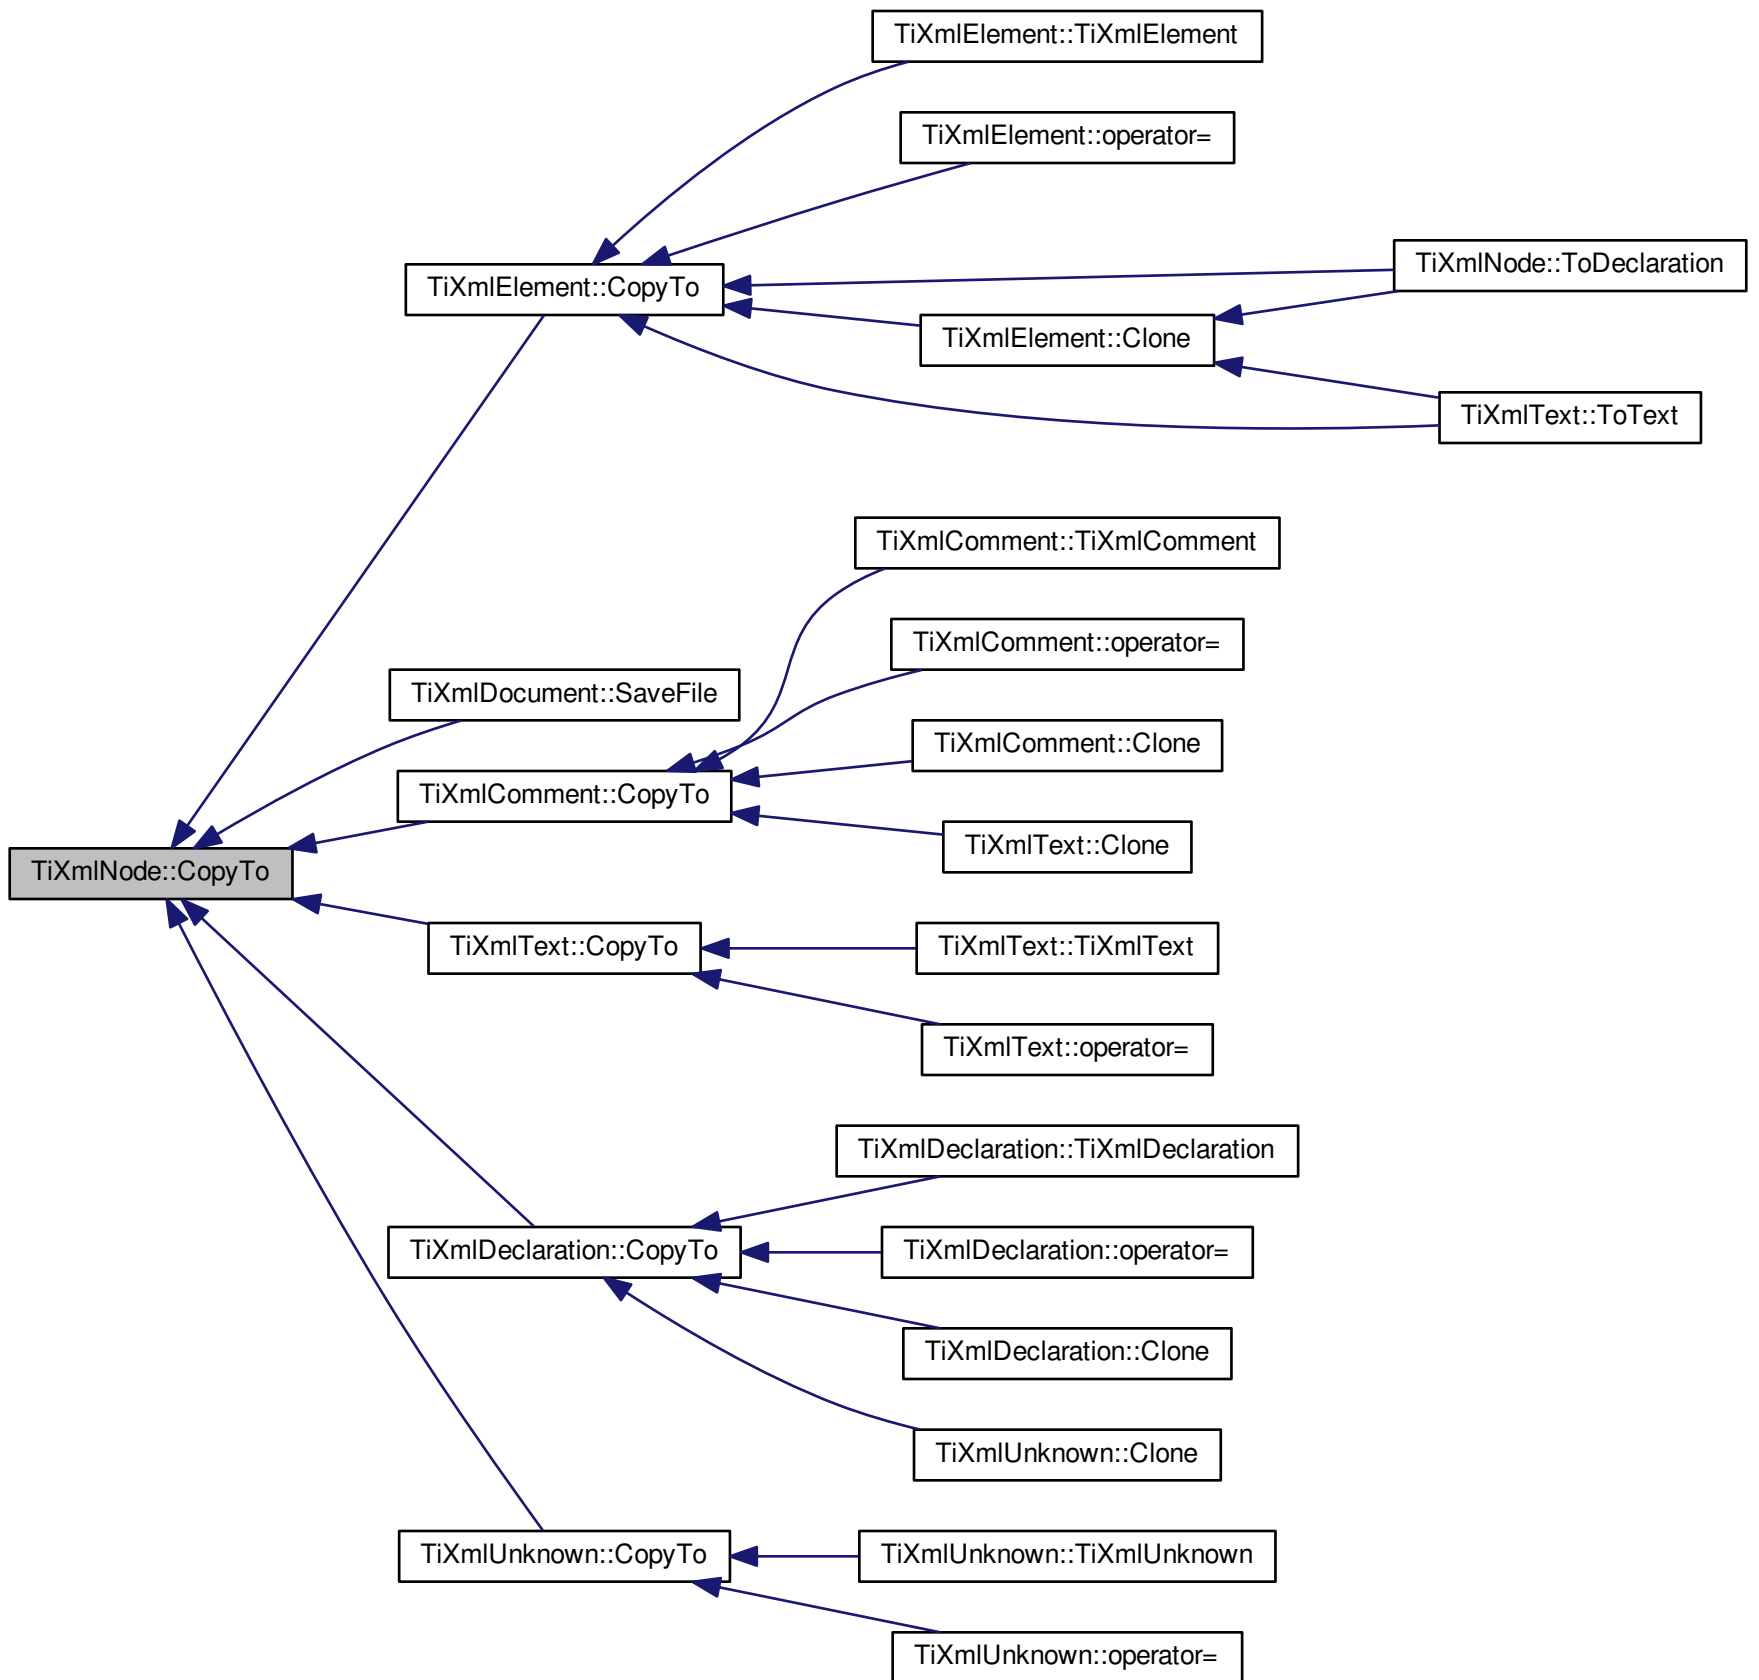 TiXmlElement::TiXmlElement
TiXmlElement::operator=
TiXmlNode::ToDeclaration
TiXmlElement::CopyTo
TiXmlElement::Clone
TiXmlText::ToText
TiXmlComment::TiXmlComment
TiXmlComment::operator=
TiXmlDocument::SaveFile
TiXmlComment::Clone
TiXmlComment::CopyTo
TiXmlText::Clone
TiXmlNode::CopyTo
TiXmlText::CopyTo
TiXmlText::TiXmlText
TiXmlText::operator=
TiXmlDeclaration::TiXmlDeclaration
TiXmlDeclaration::CopyTo
TiXmlDeclaration::operator=
TiXmlDeclaration::Clone
TiXmlUnknown::Clone
TiXmlUnknown::CopyTo
TiXmlUnknown::TiXmlUnknown
TiXmlUnknown::operator=